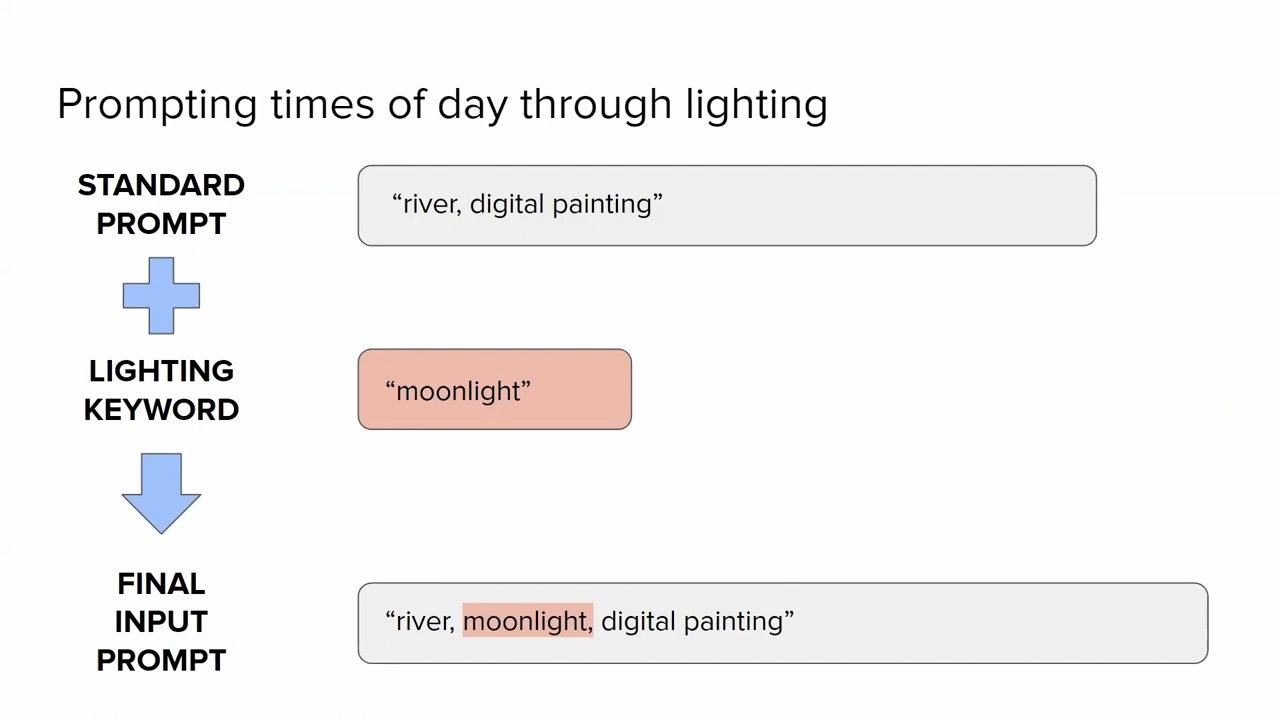 Prompting times of day through lighting
STANDARD
PROMPT
“river, digital painting”
LIGHTING
KEYWORD
“moonlight”
FINAL
INPUT
PROMPT
“river, moonlight, digital painting”